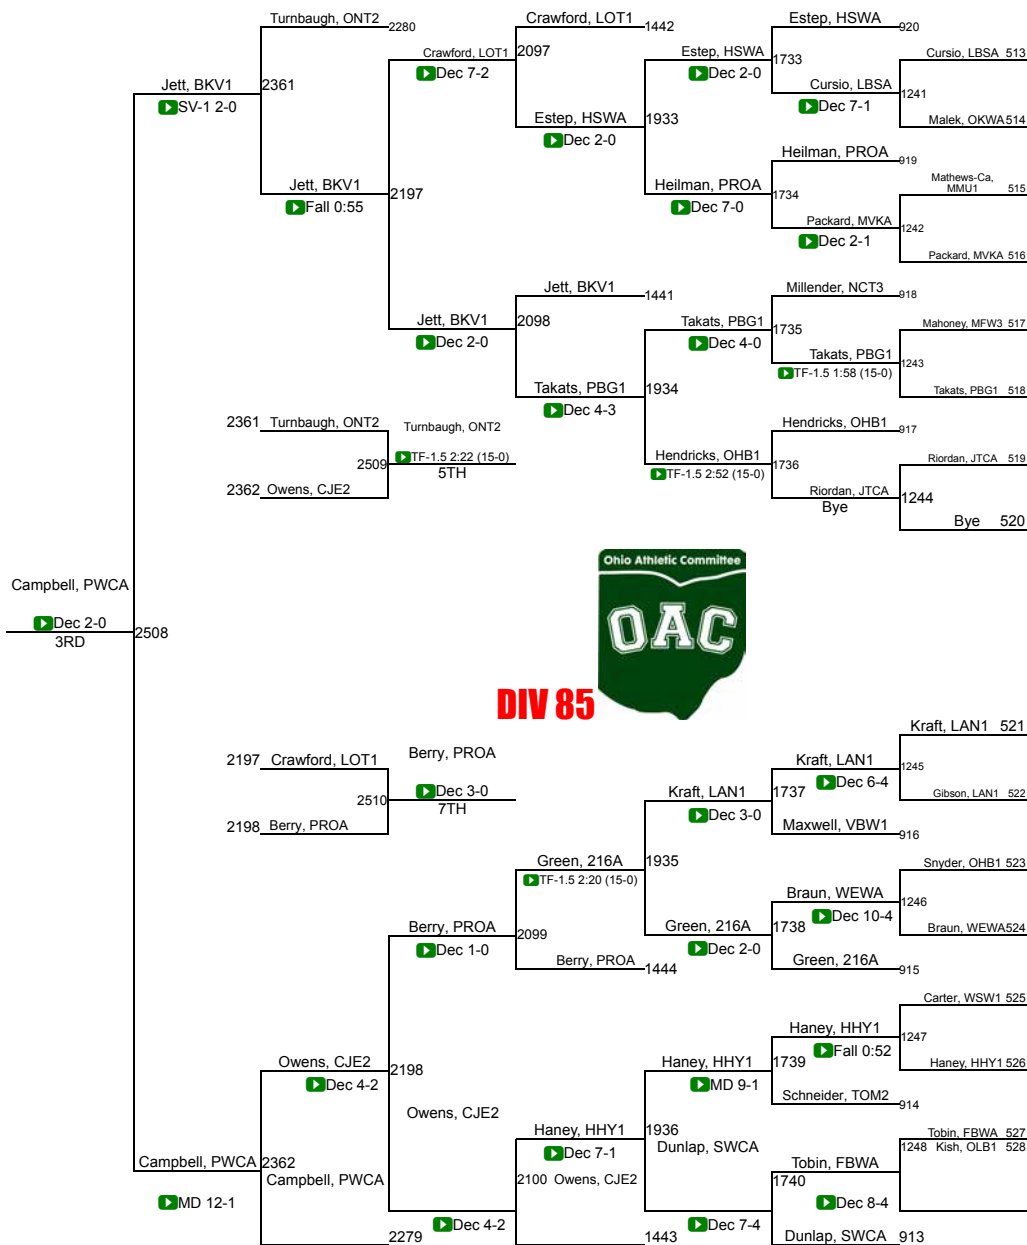 Turnbaugh, ONT2
2280
Crawford, LOT1
1442
Estep, HSWA
920
Crawford, LOT1
2097
Dec 7-2
Estep, HSWA
1733
Dec 2-0
Cursio, LBSA 513
Jett, BKV1
2361
SV-1 2-0
Cursio, LBSA
1241
Dec 7-1
Estep, HSWA
1933
Dec 2-0
Malek, OKWA 514
Heilman, PROA
919
Jett, BKV1
2197
Fall 0:55
Heilman, PROA
1734
Dec 7-0
Mathews-Ca,
MMU1 515
Packard, MVKA
1242
Dec 2-1
Packard, MVKA 516
Jett, BKV1
1441
Millender, NCT3
918
Jett, BKV1
2098
Dec 2-0
Takats, PBG1
1735
Dec 4-0
Mahoney, MFW3 517
Takats, PBG1
1243
TF-1.5 1:58 (15-0)
Takats, PBG1
1934
Dec 4-3
Takats, PBG1 518
2361 Turnbaugh, ONT2
Turnbaugh, ONT2
Hendricks, OHB1
917
2509
TF-1.5 2:22 (15-0)
5TH
Hendricks, OHB1
1736
TF-1.5 2:52 (15-0)
Riordan, JTCA 519
2362 Owens, CJE2
Riordan, JTCA
1244
Bye
Bye 520
Ohio Athletic Committee
OAC
Campbell, PWCA
Dec 2-0
2508
3RD
DIV 85
Kraft, LAN1 521
2197 Crawford, LOT1
Berry, PROA
Kraft, LAN1
1245
Dec 6-4
2510
Dec 3-0
7TH
Kraft, LAN1
1737
Dec 3-0
Gibson, LAN1 522
2198 Berry, PROA
Maxwell, VBW1
916
Green, 216A
1935
TF-1.5 2:20 (15-0)
Snyder, OHB1 523
Braun, WEWA
1246
Dec 10-4
Berry, PROA
2099
Dec 1-0
Green, 216A
1738
Dec 2-0
Braun, WEWA 524
Berry, PROA
1444
Green, 216A
915
Carter, WSW1 525
Haney, HHY1
1247
Fall 0:52
Owens, CJE2
2198
Dec 4-2
Haney, HHY1
1739
MD 9-1
Haney, HHY1 526
Schneider, TOM2
914
Owens, CJE2
Haney, HHY1
1936
Dec 7-1
Dunlap, SWCA
Tobin, FBWA 527
1248 Kish, OLB1 528
Campbell, PWCA
2362
MD 12-1
Campbell, PWCA
2100 Owens, CJE2
Tobin, FBWA
1740
Dec 8-4
Dec 4-2
Dec 7-4
2279
1443
Dunlap, SWCA 913